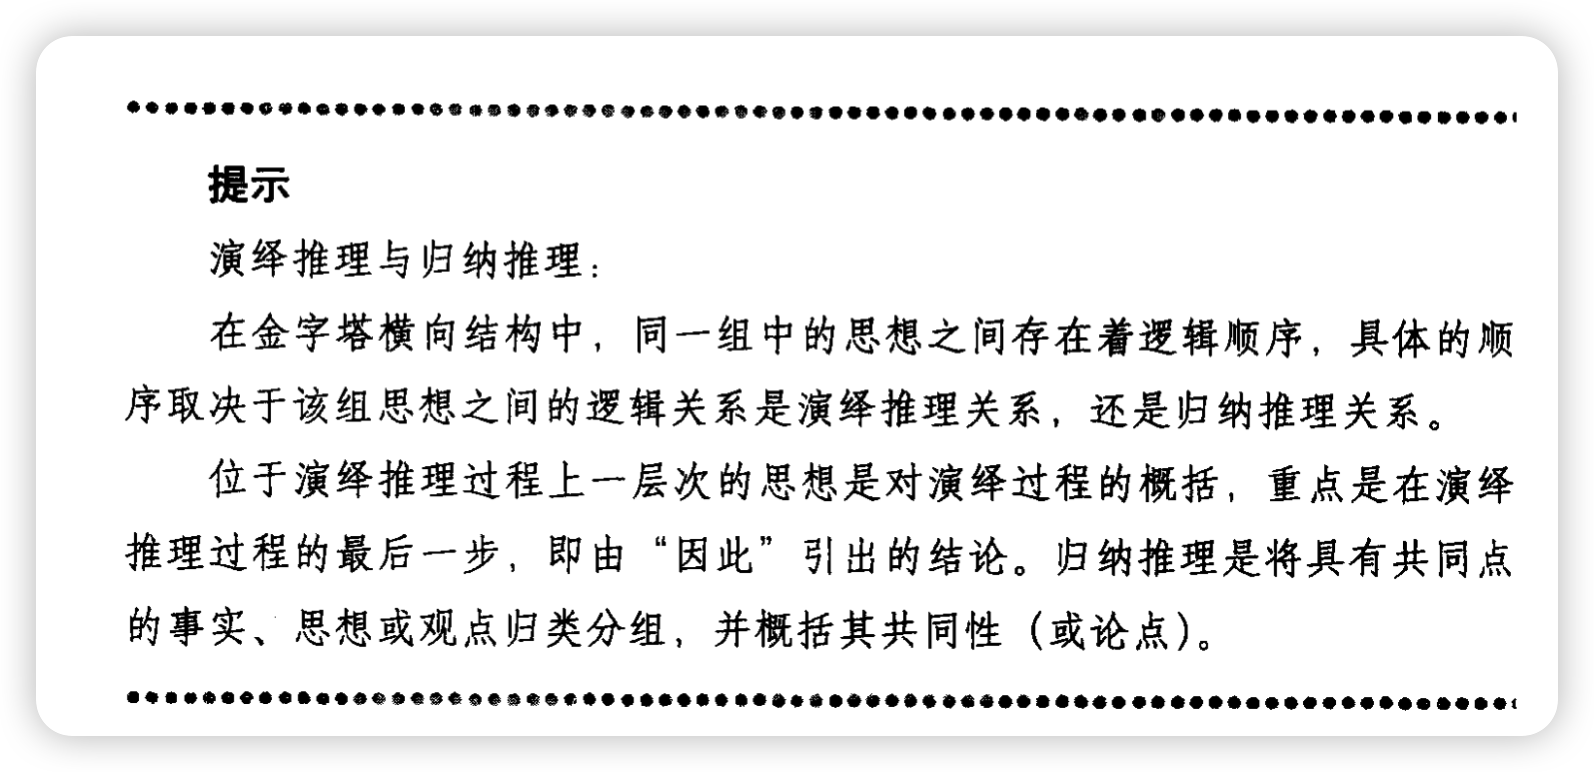 提示
演绎推理与归纳推理：
在金字塔横向结构中，同一组中的思想之间存在着逻辑顺序，具体的顺
序取决于该组思想之间的逻辑关系是演绎推理关系，还是归纳推理关系。
位于演绎推理过程上一层次的思想是对演绎过程的概括，重点是在演绎
推理过程的最后一步，即由“因此”引出的结论。归纳推理是将具有共同点
的事实、思想或观点归类分组，并概括其共同性（或论点）。